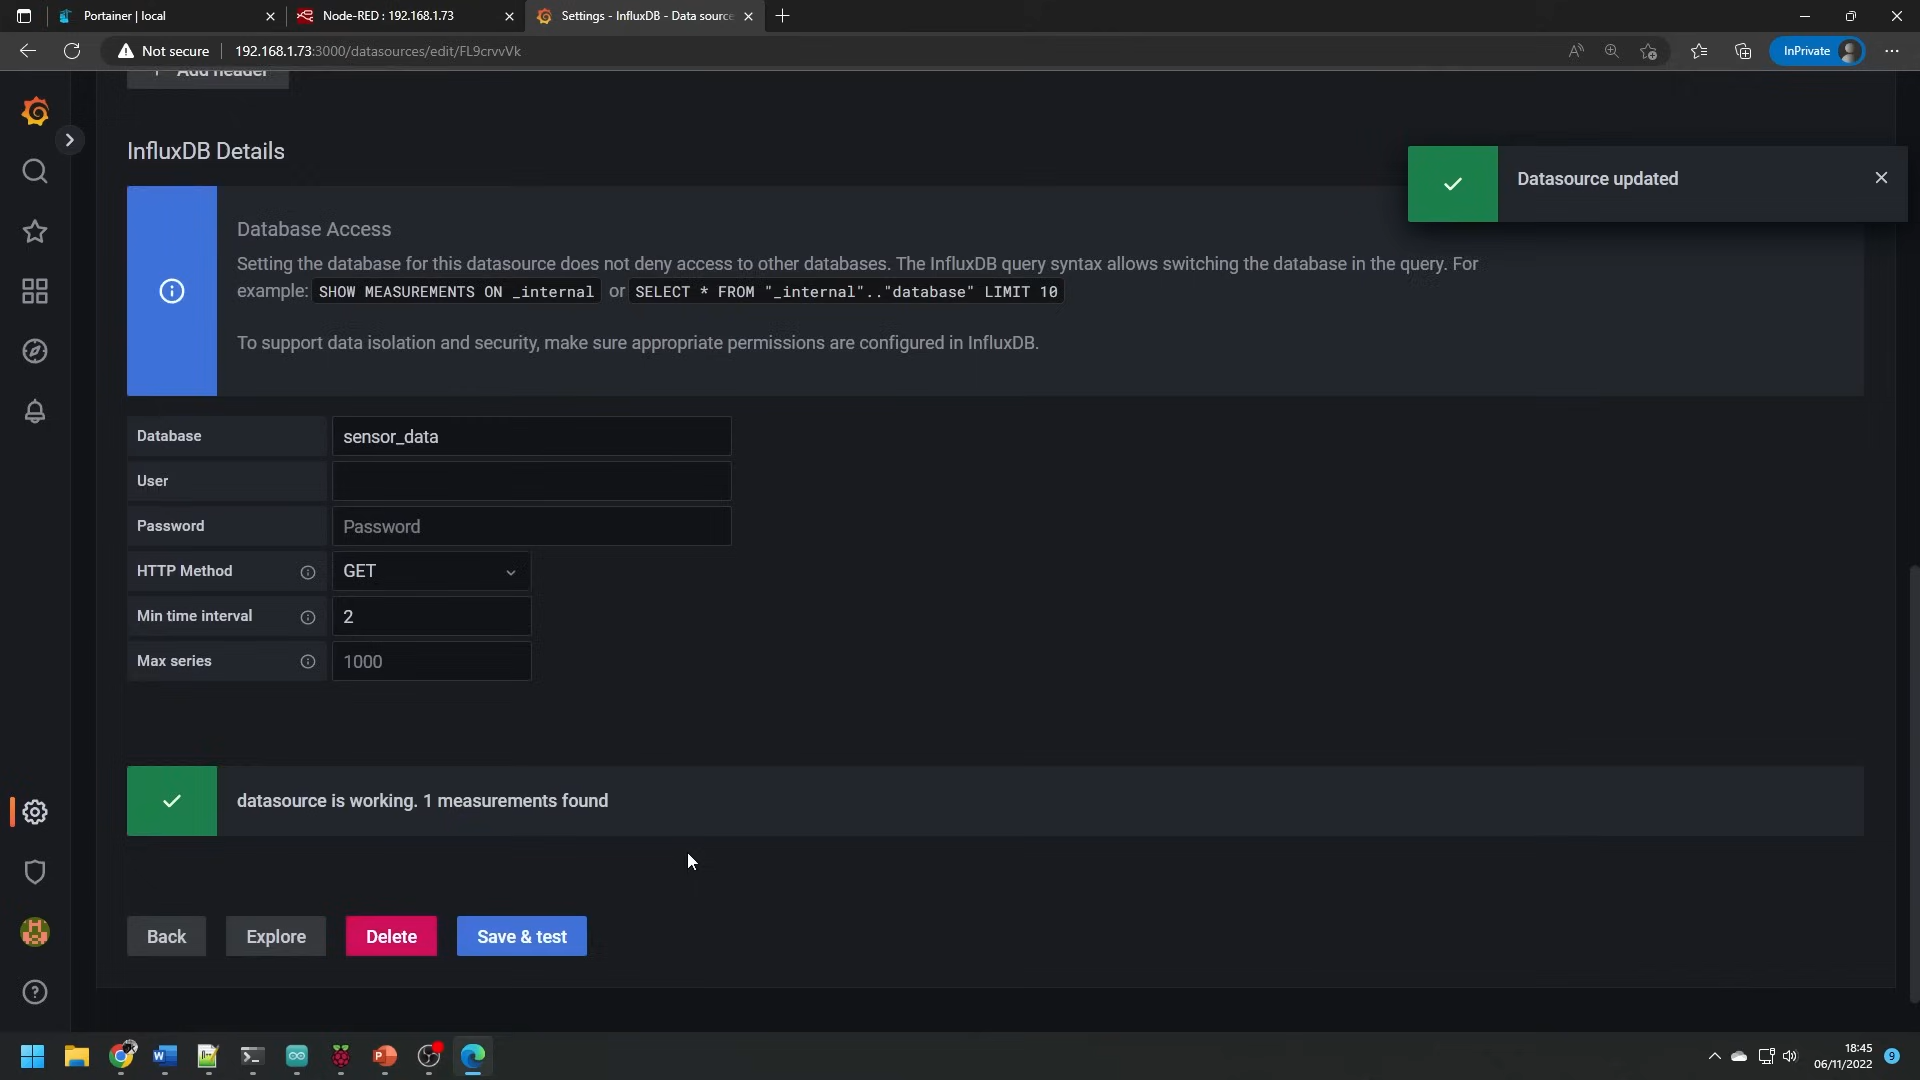 Portainer | local
Node-RED : 192.168.1.73
Settings - InfluxDB - Data source
Not secure
192.168.1.73:3000/datasources/edit/FL9crvvVk
InPrivate
+ Add header
InfluxDB Details
Datasource updated
Database Access
Setting the database for this datasource does not deny access to other databases. The InfluxDB query syntax allows switching the database in the query. For
example: SHOW MEASUREMENTS ON _internal or SELECT * FROM "_internal".."database" LIMIT 10
To support data isolation and security, make sure appropriate permissions are configured in InfluxDB.
Database sensor_data
User
Password Password
HTTP Method GET
Min time interval 2
Max series 1000
datasource is working. 1 measurements found
Back Explore Delete Save & test
18:45
06/11/2022
9